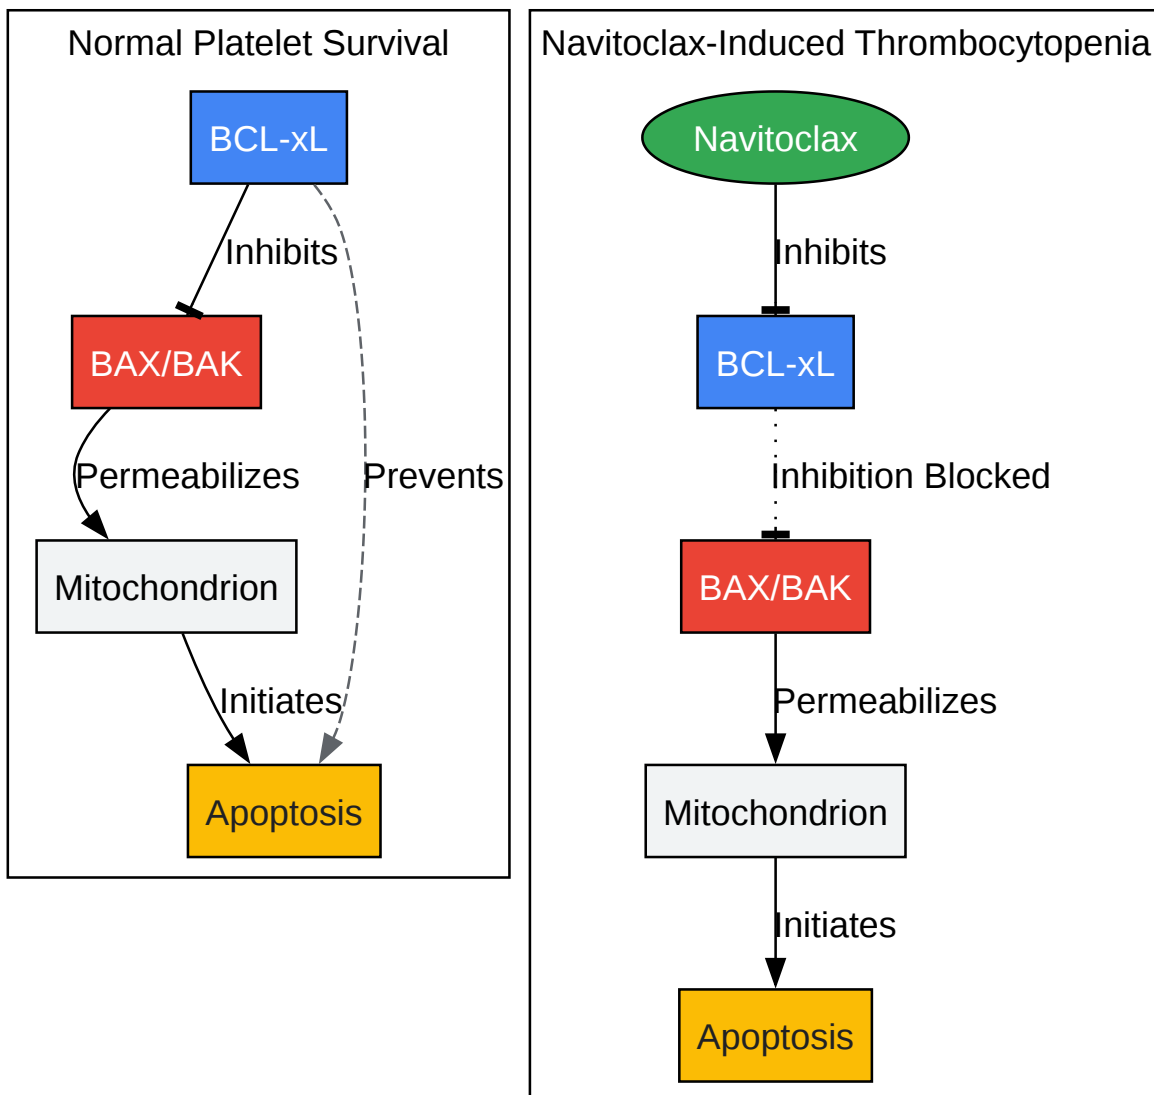 Normal Platelet Survival
BCL-xL
Inhibits
BAX/BAK
Permeabilizes
Prevents
Mitochondrion
Initiates
Apoptosis
Navitoclax-Induced Thrombocytopenia
Navitoclax
Inhibits
BCL-xL
Inhibition Blocked
BAX/BAK
Permeabilizes
Mitochondrion
Initiates
Apoptosis